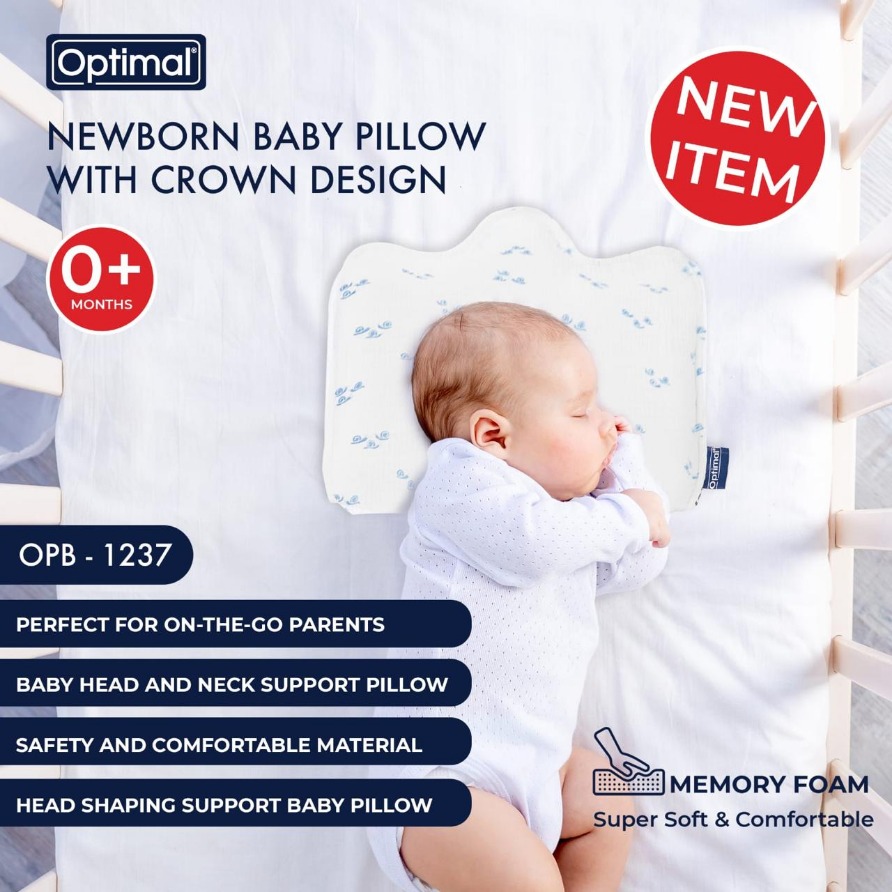 Optimal®
NEWBORN BABY PILLOW
WITH CROWN DESIGN
NEW
ITEM
0+
MONTHS
Optimal
OPB - 1237
PERFECT FOR ON-THE-GO PARENTS
BABY HEAD AND NECK SUPPORT PILLOW
SAFETY AND COMFORTABLE MATERIAL
HEAD SHAPING SUPPORT BABY PILLOW
MEMORY FOAM
Super Soft & Comfortable